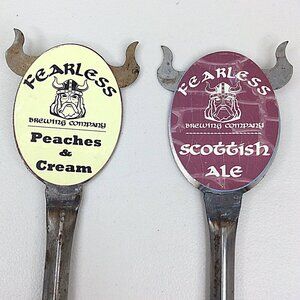 FEARLESS
BREWING COMPANY
Peaches
&
Cream
FEARLESS
BREWING COMPANY
SCOTTISH
ALE